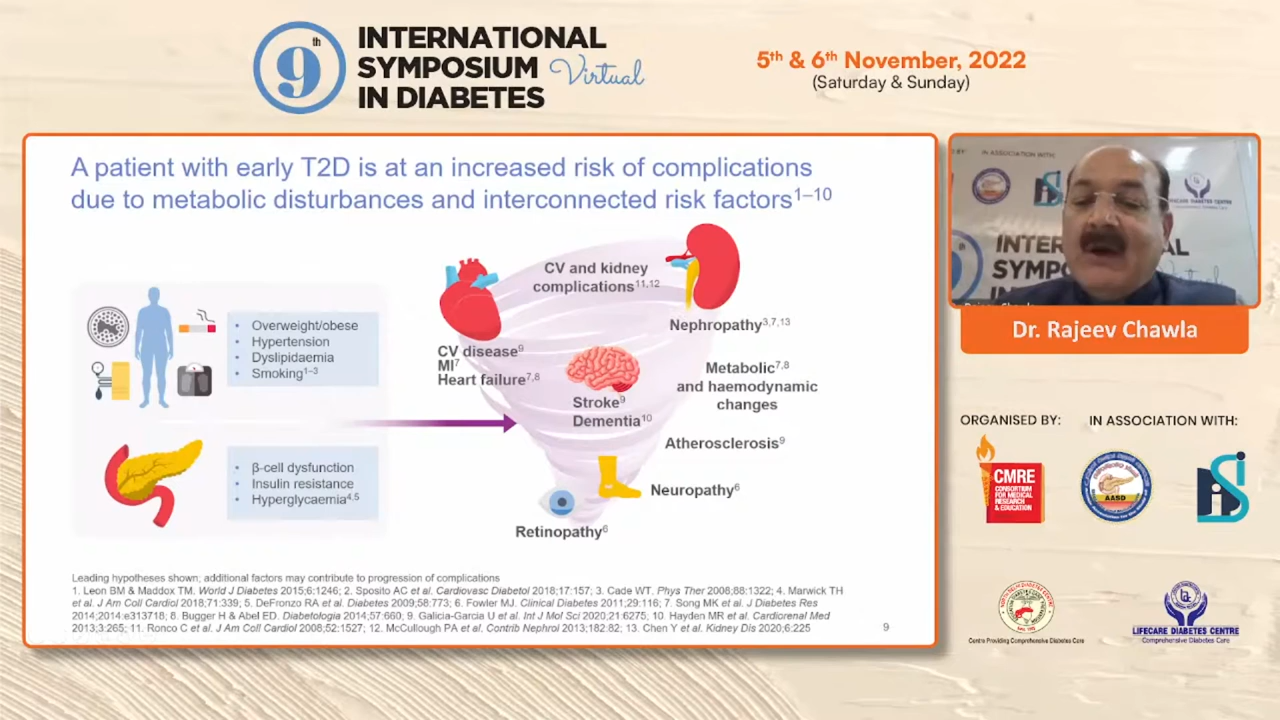 9th
INTERNATIONAL
SYMPOSIUM Virtual
IN DIABETES
5th & 6th November, 2022
(Saturday & Sunday)
A patient with early T2D is at an increased risk of complications
due to metabolic disturbances and interconnected risk factors1–10
• Overweight/obese
• Hypertension
• Dyslipidaemia
• Smoking1–3
• β-cell dysfunction
• Insulin resistance
• Hyperglycaemia4,5
CV and kidney
complications11,12
CV disease9
MI7
Heart failure7,8
Nephropathy3,7,13
Stroke9
Dementia10
Metabolic7,8
and haemodynamic
changes
Atherosclerosis9
Neuropathy6
Retinopathy6
Leading hypotheses shown; additional factors may contribute to progression of complications
1. Leon BM & Maddox TM. World J Diabetes 2015;6:1246; 2. Sposito AC et al. Cardiovasc Diabetol 2018;17:157; 3. Cade WT. Phys Ther 2008;88:1322; 4. Marwick TH
et al. J Am Coll Cardiol 2018;71:339; 5. DeFronzo RA et al. Diabetes 2009;58:773; 6. Fowler MJ. Clinical Diabetes 2011;29:116; 7. Song MK et al. J Diabetes Res
2014;2014:e313718; 8. Bugger H & Abel ED. Diabetologia 2014;57:660; 9. Galicia-Garcia U et al. Int J Mol Sci 2020;21:6275; 10. Hayden MR et al. Cardiorenal Med
2013;3:265; 11. Ronco C et al. J Am Coll Cardiol 2008;52:1527; 12. McCullough PA et al. Contrib Nephrol 2013;182:82; 13. Chen Y et al. Kidney Dis 2020;6:225
9
IN ASSOCIATION WITH:
INTER
SYMP
Dr. Rajeev Chawla
ORGANISED BY:
IN ASSOCIATION WITH:
CMRE
CONSORTIUM
FOR MEDICAL
RESEARCH
& EDUCATION
AASD
Centre Providing Comprehensive Diabetes Care
LIFECARE DIABETES CENTRE
Comprehensive Diabetes Care